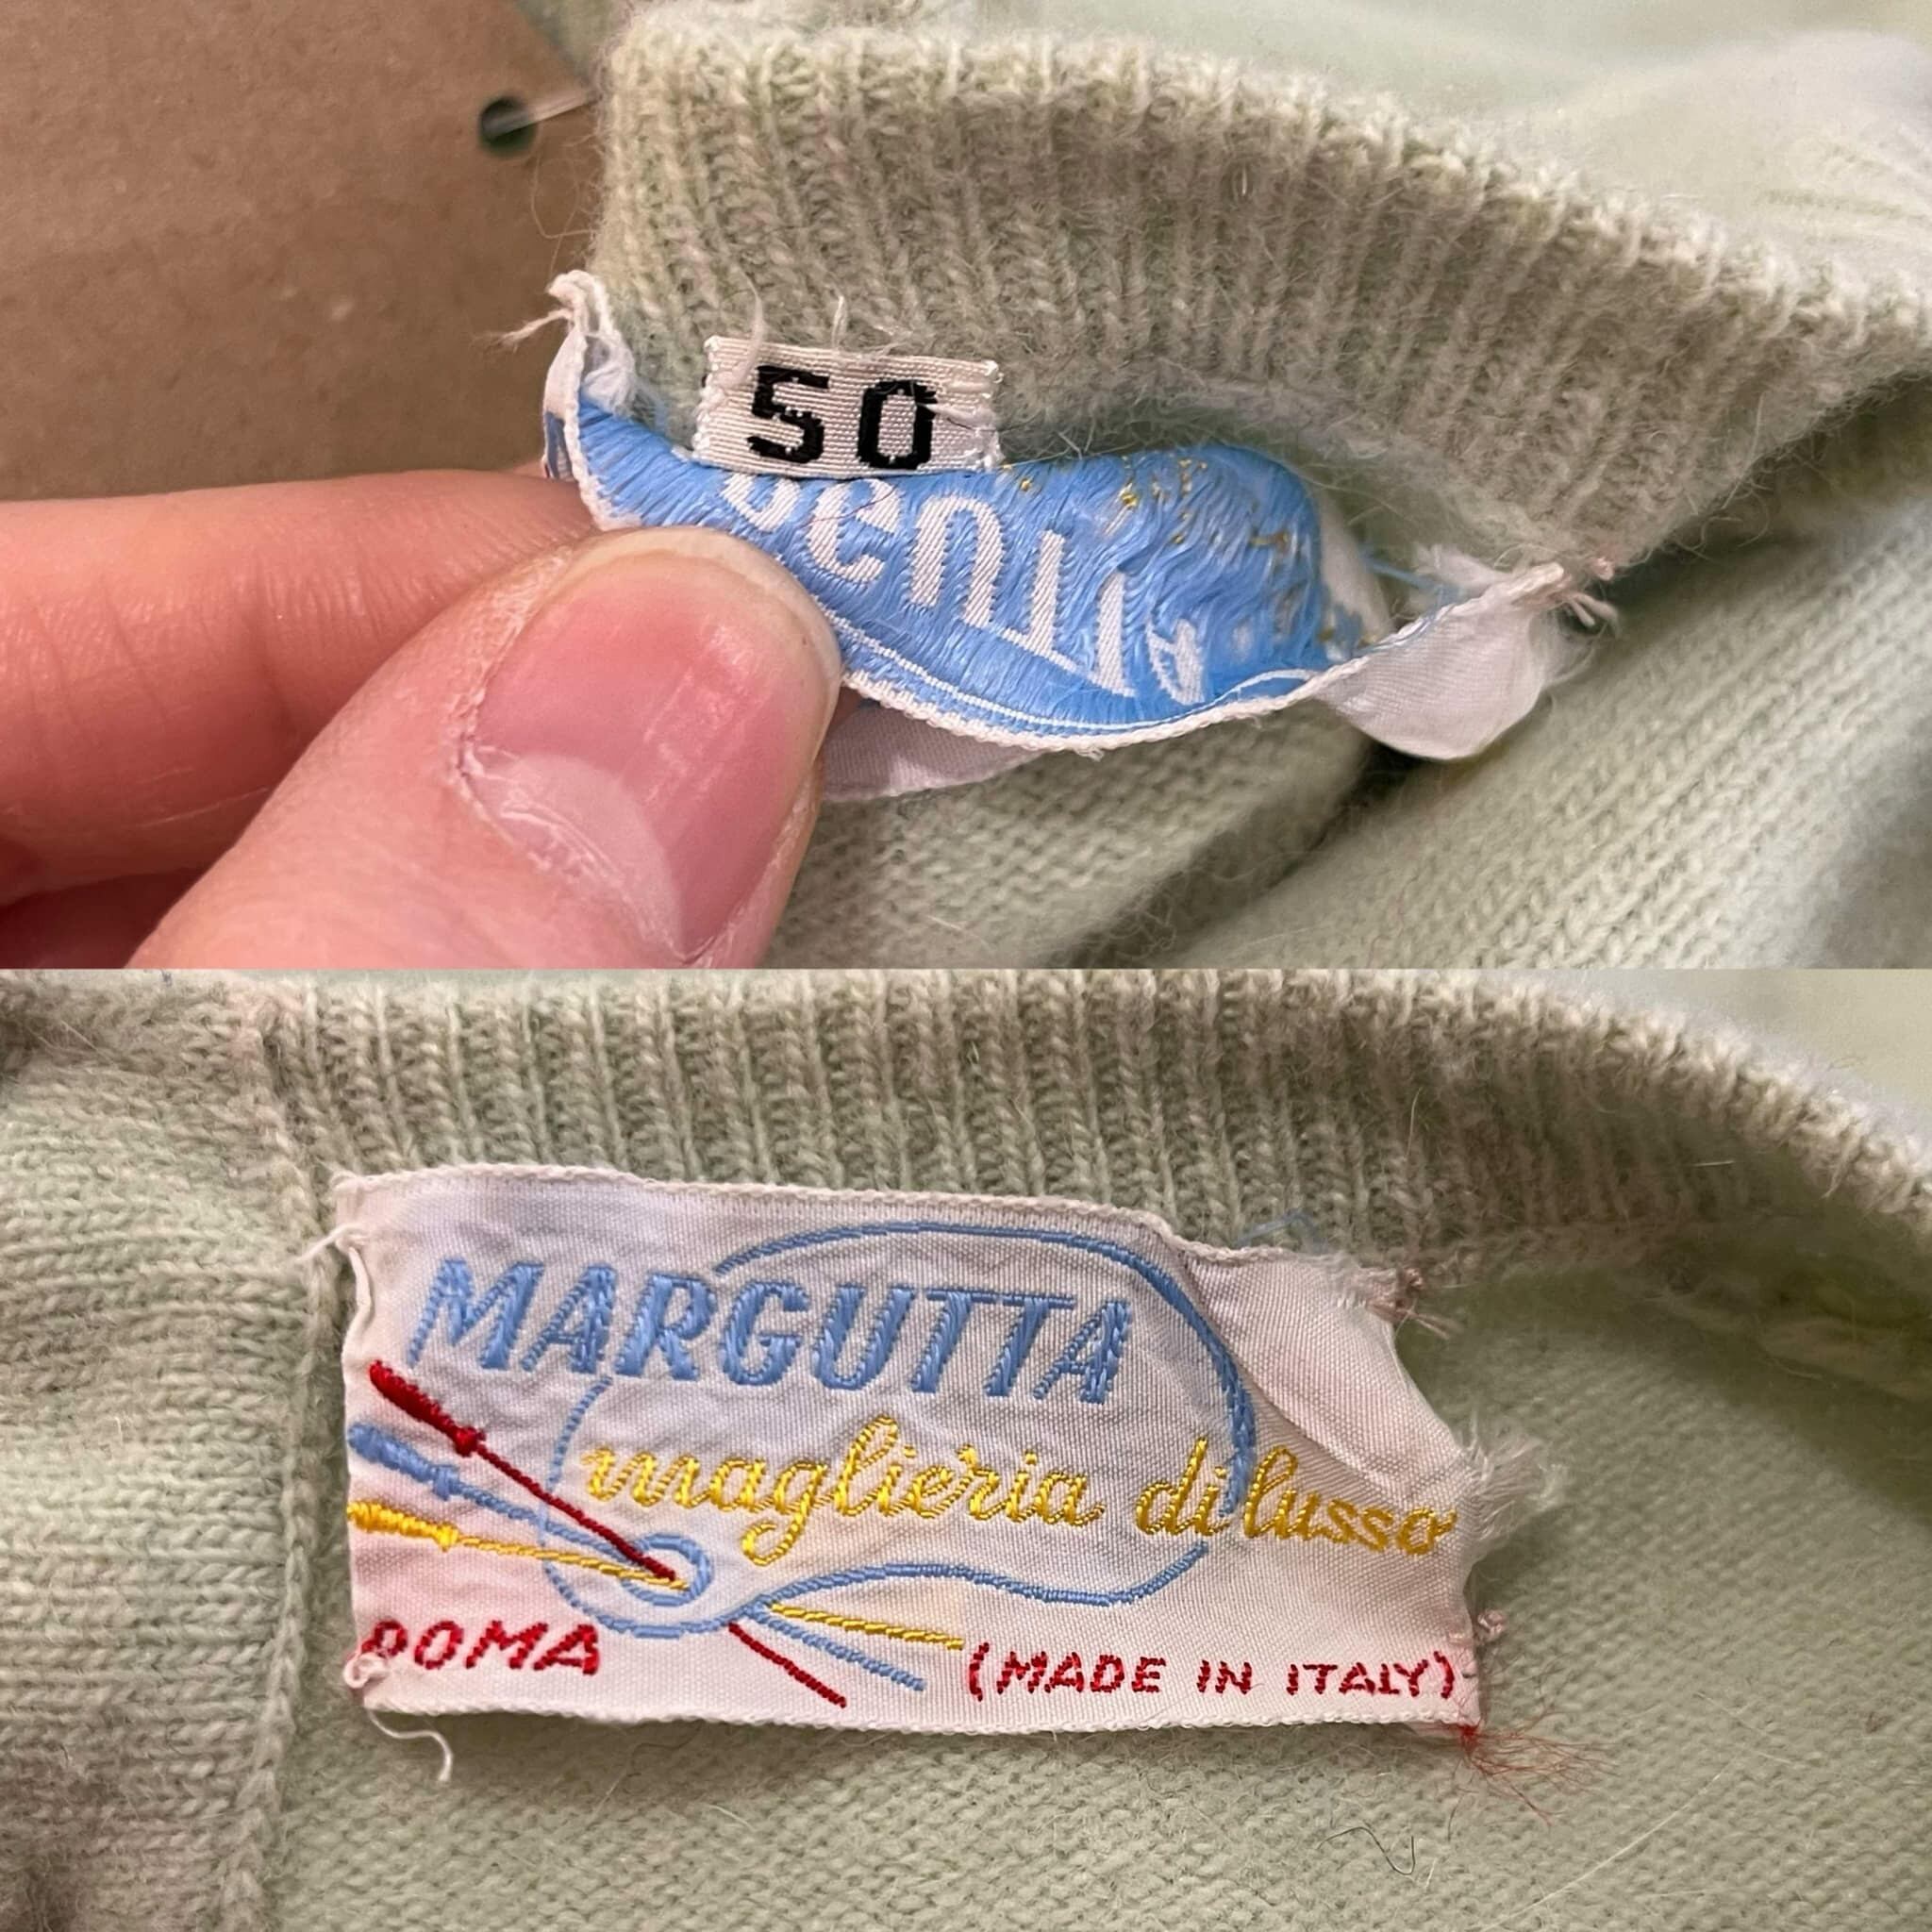 50
MARGUTTA
maglieria di lusso
ROMA
(MADE IN ITALY)